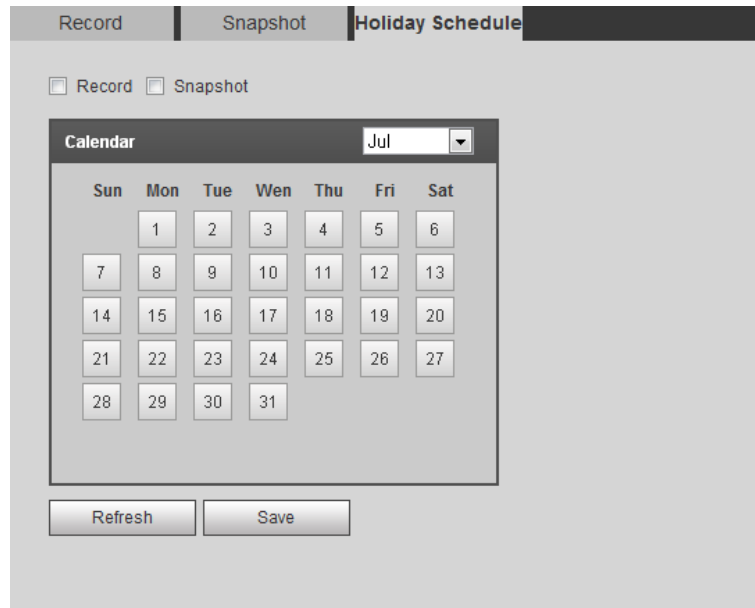 Record Snapshot Holiday Schedule
Record Snapshot
Calendar Jul
Sun Mon Tue Wen Thu Fri Sat
1 2 3 4 5 6
7 8 9 10 11 12 13
14 15 16 17 18 19 20
21 22 23 24 25 26 27
28 29 30 31
Refresh Save